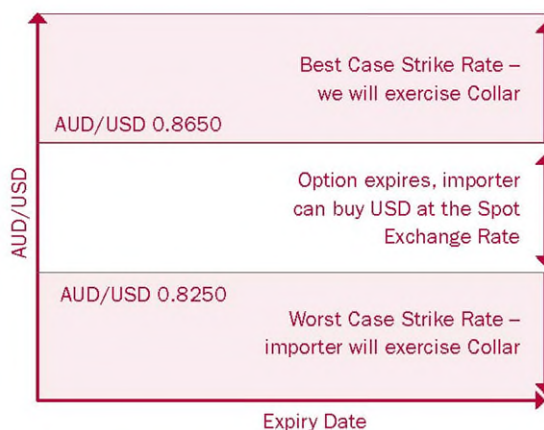 Best Case Strike Rate –
we will exercise Collar
AUD/USD 0.8650
AUD/USD
Option expires, importer
can buy USD at the Spot
Exchange Rate
AUD/USD 0.8250
Worst Case Strike Rate –
importer will exercise Collar
Expiry Date